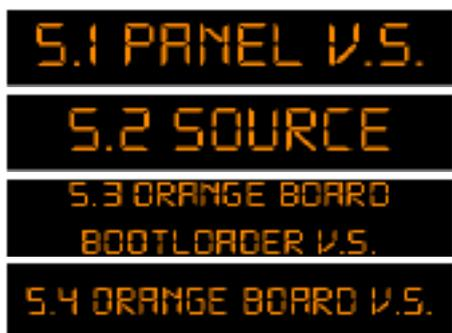 5.1 PANEL V.S.
5.2 SOURCE
5.3 ORANGE BOARD
BOOTLOADER V.S.
5.4 ORANGE BOARD V.S.